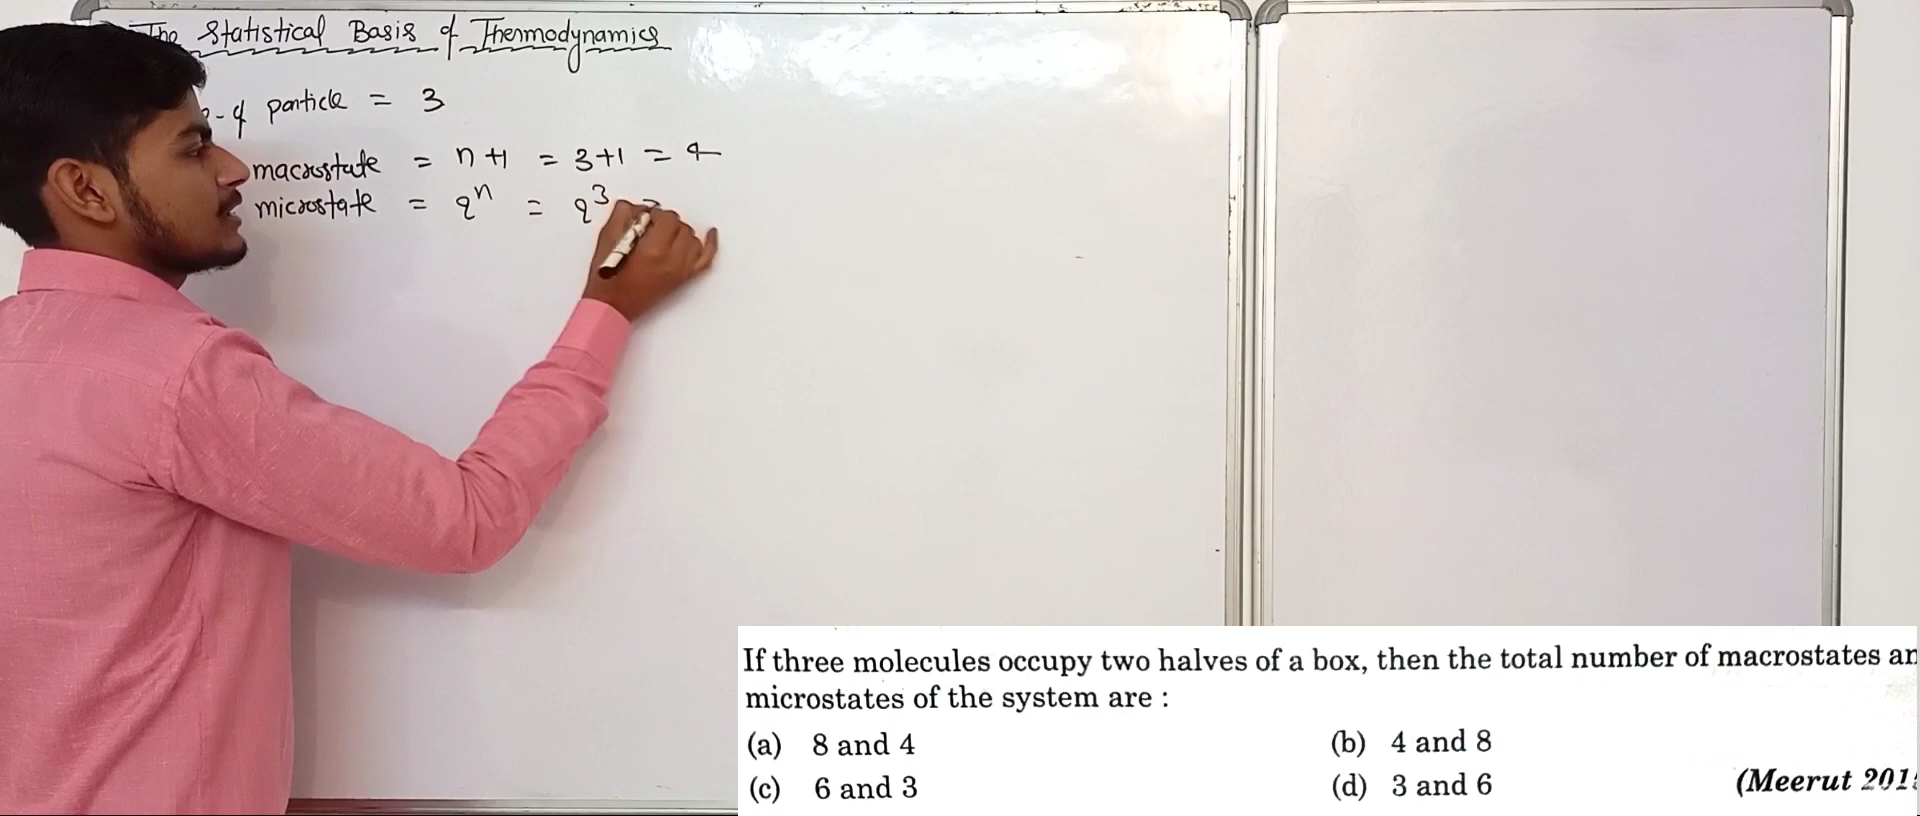 The Statistical Basis of Thermodynamics
of particle = 3
macrostate = n+1 = 3+1 = 4
microstate = 2ⁿ = 2³ =
If three molecules occupy two halves of a box, then the total number of macrostates an
microstates of the system are :
(a) 8 and 4 (b) 4 and 8
(c) 6 and 3 (d) 3 and 6
(Meerut 201